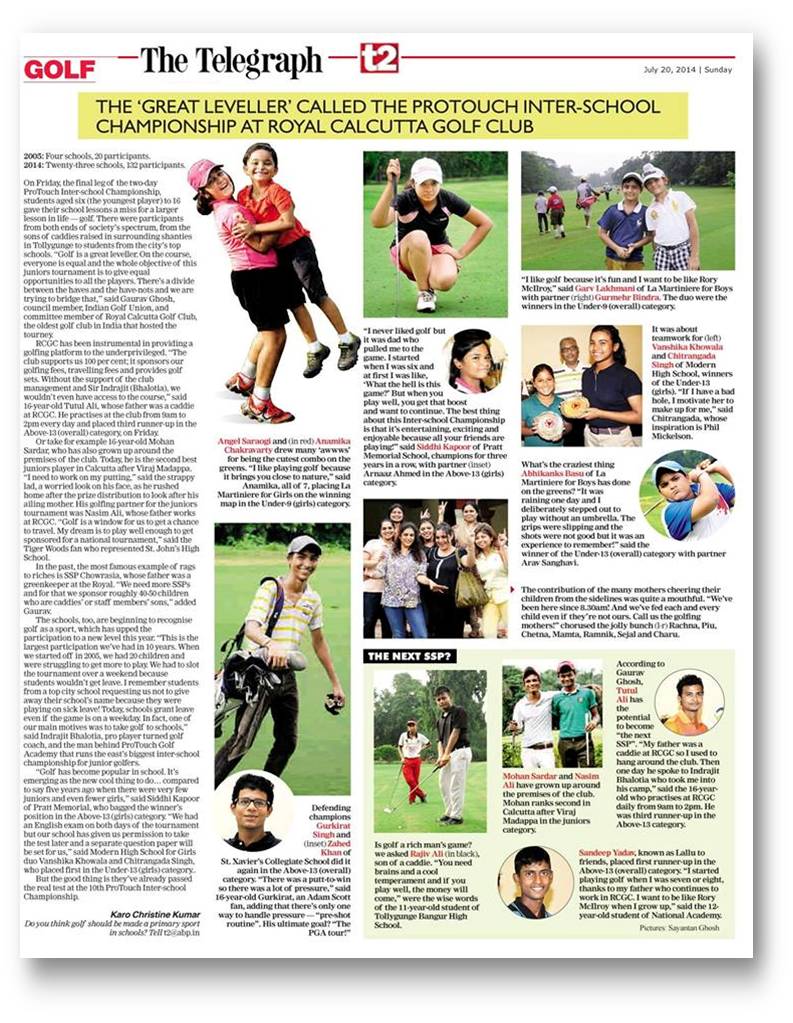 GOLF
The Telegraph
t2
July 20, 2014 | Sunday
THE ‘GREAT LEVELLER’ CALLED THE PROTOUCH INTER-SCHOOL
CHAMPIONSHIP AT ROYAL CALCUTTA GOLF CLUB
2005: Four schools, 20 participants.
2014: Twenty-three schools, 132 participants.
On Friday, the final leg of the two-day
ProTouch Inter-school Championship,
students aged six (the youngest player) to 16
gave their school lessons a miss for a larger
lesson in life — golf. There were participants
from both ends of society’s spectrum, from the
sons of caddies raised in surrounding shanties
in Tollygunge to students from the city’s top
schools. “Golf is a great leveller. On the course,
everyone is equal and the whole objective of this
juniors tournament is to give equal
opportunities to all the players. There’s a divide
between the haves and the have-nots and we are
trying to bridge that,” said Gaurav Ghosh,
council member, Indian Golf Union, and
committee member of Royal Calcutta Golf Club,
the oldest golf club in India that hosted the
tourney.
RCGC has been instrumental in providing a
golfing platform to the underprivileged. “The
club supports us 100 per cent; it sponsors our
golfing fees, travelling fees and provides golf
sets. Without the support of the club
management and Sir Indrajit (Bhalotia), we
wouldn’t even have access to the course,” said
16-year-old Tutul Ali, whose father was a caddie
at RCGC. He practises at the club from 9am to
2pm every day and placed third runner-up in the
Above-13 (overall) category, on Friday.
Or take for example 16-year-old Mohan
Sardar, who has also grown up around the
premises of the club. Today, he is the second best
juniors player in Calcutta after Viraj Madappa.
“I need to work on my putting,” said the strappy
lad, a worried look on his face, as he rushed
home after the prize distribution to look after his
ailing mother. His golfing partner for the juniors
tournament was Nasim Ali, whose father works
at RCGC. “Golf is a window for us to get a chance
to travel. My dream is to play well enough to get
sponsored for a national tournament,” said the
Tiger Woods fan who represented St. John’s High
School.
In the past, the most famous example of rags
to riches is SSP Chowrasia, whose father was a
greenkeeper at the Royal. “We need more SSPs
and for that we sponsor roughly 40-50 children
who are caddies’ or staff members’ sons,” added
Gaurav.
The schools, too, are beginning to recognise
golf as a sport, which has upped the
participation to a new level this year. “This is the
largest participation we’ve had in 10 years. When
we started off in 2005, we had 20 children and
were struggling to get more to play. We had to slot
the tournament over a weekend because
students wouldn’t get leave. I remember students
from a top city school requesting us not to give
away their school’s name because they were
playing on sick leave! Today, schools grant leave
even if the game is on a weekday. In fact, one of
our main motives was to take golf to schools,”
said Indrajit Bhalotia, pro player turned golf
coach, and the man behind ProTouch Golf
Academy that runs the east’s biggest inter-school
championship for junior golfers.
“Golf has become popular in school. It’s
emerging as the new cool thing to do... compared
to say five years ago when there were very few
juniors and even fewer girls,” said Siddhi Kapoor
of Pratt Memorial, who bagged the winner’s
position in the Above-13 (girls) category. “We had
an English exam on both days of the tournament
but our school has given us permission to take
the test later and a separate question paper will
be set for us,” said Modern High School for Girls
duo Vanshika Khowala and Chitrangada Singh,
who placed first in the Under-13 (girls) category.
But the good thing is they’ve already passed
the real test at the 10th ProTouch Inter-school
Championship.
Karo Christine Kumar
Do you think golf should be made a primary sport
in schools? Tell t2@abp.in
Angel Saraogi and (in red) Anamika
Chakravarty drew many ‘awwws’
for being the cutest combo on the
greens. “I like playing golf because
it brings you close to nature,” said
Anamika, all of 7, placing La
Martiniere for Girls on the winning
map in the Under-9 (girls) category.
Defending
champions
Gurkirat
Singh and
(inset) Zahed
Khan of
St. Xavier’s Collegiate School did it
again in the Above-13 (overall)
category. “There was a putt-to-win
so there was a lot of pressure,” said
16-year-old Gurkirat, an Adam Scott
fan, adding that there’s only one
way to handle pressure — “pre-shot
routine”. His ultimate goal? “The
PGA tour!”
“I never liked golf but
it was dad who
pulled me to the
game. I started
when I was six and
at first I was like,
‘What the hell is this
game?’ But when you
play well, you get that boost
and want to continue. The best thing
about this Inter-school Championship
is that it’s entertaining, exciting and
enjoyable because all your friends are
playing!” said Siddhi Kapoor of Pratt
Memorial School, champions for three
years in a row, with partner (inset)
Arnaaz Ahmed in the Above-13 (girls)
category.
“I like golf because it’s fun and I want to be like Rory
McIlroy,” said Garv Lakhmani of La Martiniere for Boys
with partner (right) Gurmehr Bindra. The duo were the
winners in the Under-9 (overall) category.
It was about
teamwork for (left)
Vanshika Khowala
and Chitrangada
Singh of Modern
High School, winners
of the Under-13
(girls). “If I have a bad
hole, I motivate her to
make up for me,” said
Chitrangada, whose
inspiration is Phil
Mickelson.
What’s the craziest thing
Abhikanks Basu of La
Martiniere for Boys has done
on the greens? “It was
raining one day and I
deliberately stepped out to
play without an umbrella. The
grips were slipping and the
shots were not good but it was an
experience to remember!” said the
winner of the Under-13 (overall) category with partner
Arav Sanghavi.
The contribution of the many mothers cheering their
children from the sidelines was quite a mouthful. “We’ve
been here since 8.30am! And we’ve fed each and every
child even if they’re not ours. Call us the golfing
mothers!” chorused the jolly bunch (l-r) Rachna, Piu,
Chetna, Mamta, Ramnik, Sejal and Charu.
THE NEXT SSP?
Is golf a rich man’s game?
we asked Rajiv Ali (in black),
son of a caddie. “You need
brains and a cool
temperament and if you
play well, the money will
come,” were the wise words
of the 11-year-old student of
Tollygunge Bangur High
School.
Mohan Sardar and Nasim
Ali have grown up around
the premises of the club.
Mohan ranks second in
Calcutta after Viraj
Madappa in the juniors
category.
According to
Gaurav
Ghosh,
Tutul
Ali has
the
potential
to become
“the next
SSP”. “My father was a
caddie at RCGC so I used to
hang around the club. Then
one day he spoke to Indrajit
Bhalotia who took me into
his camp,” said the 16-year-
old who practises at RCGC
daily from 9am to 2pm. He
was third runner-up in the
Above-13 category.
Sandeep Yadav, known as Lallu to
friends, placed first runner-up in the
Above-13 (overall) category. “I started
playing golf when I was seven or eight,
thanks to my father who continues to
work in RCGC. I want to be like Rory
McIlroy when I grow up,” said the 12-
year-old student of National Academy.
Pictures: Sayantan Ghosh